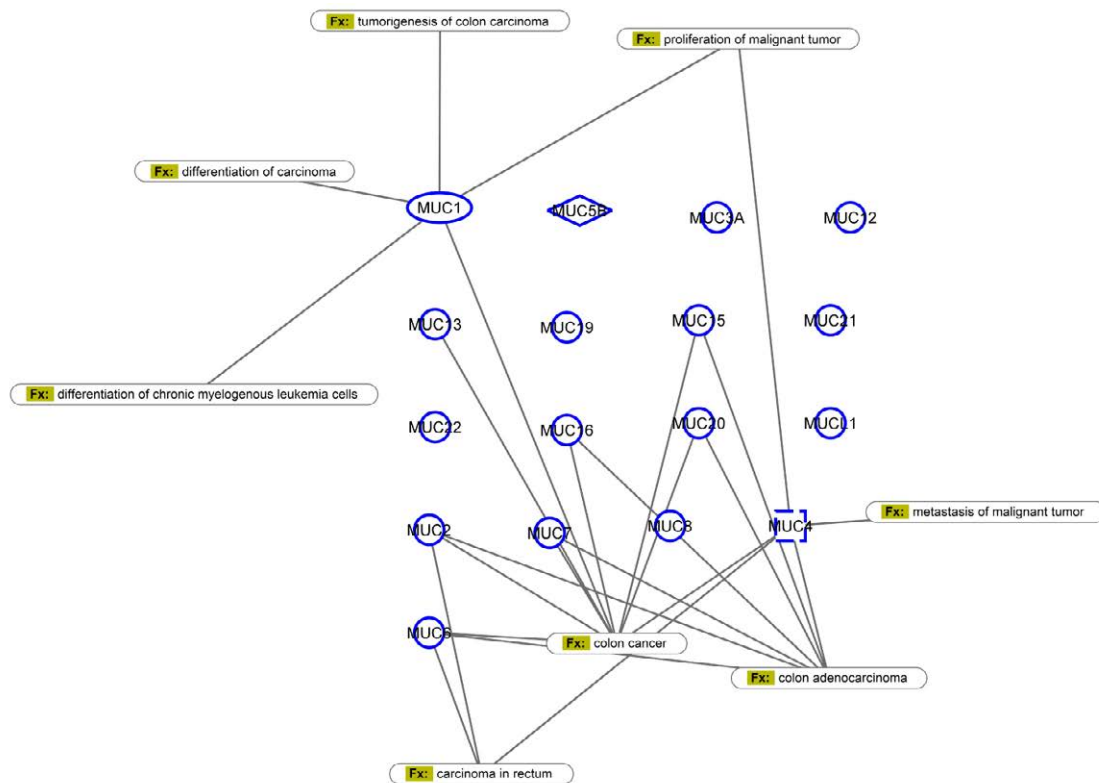 Fx: tumorigenesis of colon carcinoma
Fx: proliferation of malignant tumor
Fx: differentiation of carcinoma
MUC1
MUC5B
MUC3A
MUC12
MUC13
MUC19
MUC15
MUC21
Fx: differentiation of chronic myelogenous leukemia cells
MUC22
MUC16
MUC20
MUCL1
Fx: metastasis of malignant tumor
MUC2
MUC7
MUC8
MUC4
MUC6
Fx: colon cancer
Fx: colon adenocarcinoma
Fx: carcinoma in rectum